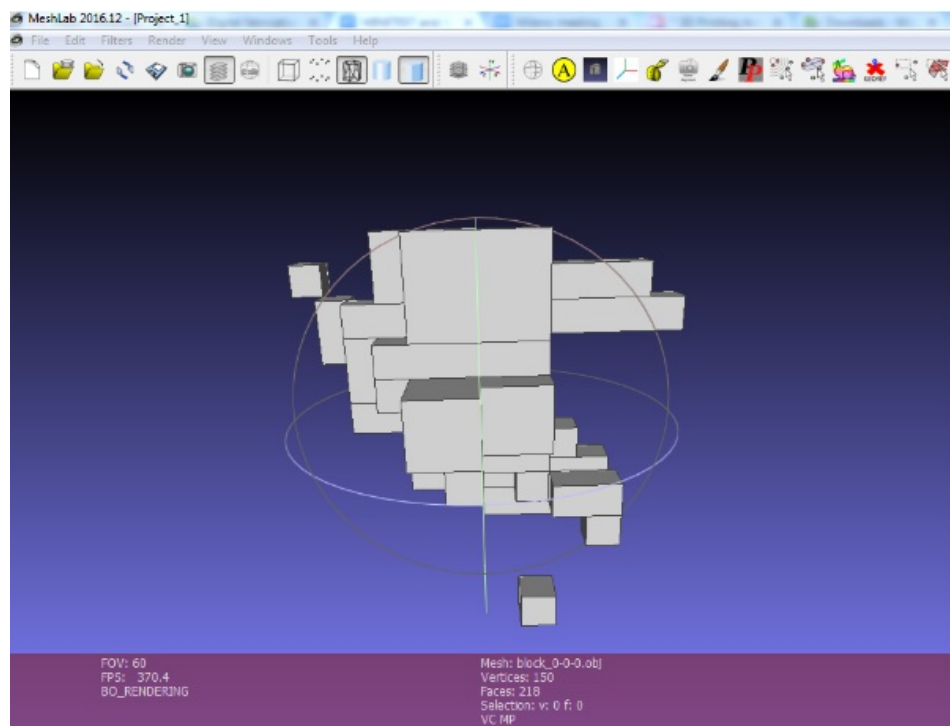 MeshLab 2016.12 - [Project_1]
File Edit Filters Render View Windows Tools Help
A
PP
FOV: 60
FPS: 370.4
BO_RENDERING
Mesh: block_0-0-0.obj
Vertices: 150
Faces: 218
Selection: v: 0 f: 0
VC MP